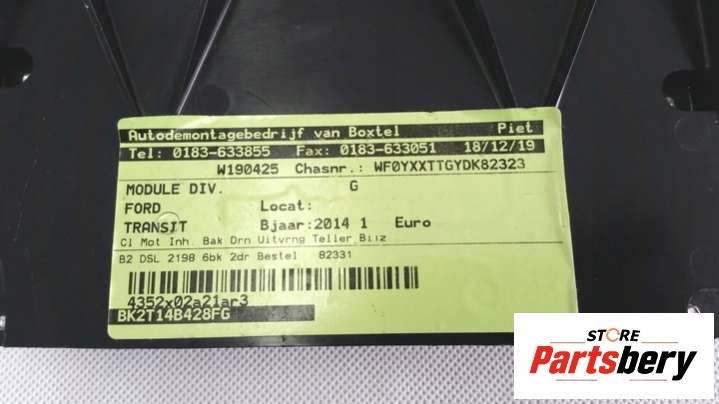 Autodemontagebedrijf van Boxtel Piet
Tel: 0183-633855 Fax: 0183-633051 18/12/19
W190425 Chasnr.: WF0YXXTTGYDK82323
MODULE DIV. G
FORD Locat:
TRANSIT Bjaar:2014 1 Euro
Cl Mot Inh. Bak Drn Uitvrng Teller Bijz
B2 DSL 2198 6bk 2dr Bestel 82331
4352x02a21ar3
BK2T14B428FG
STORE
Partsbery